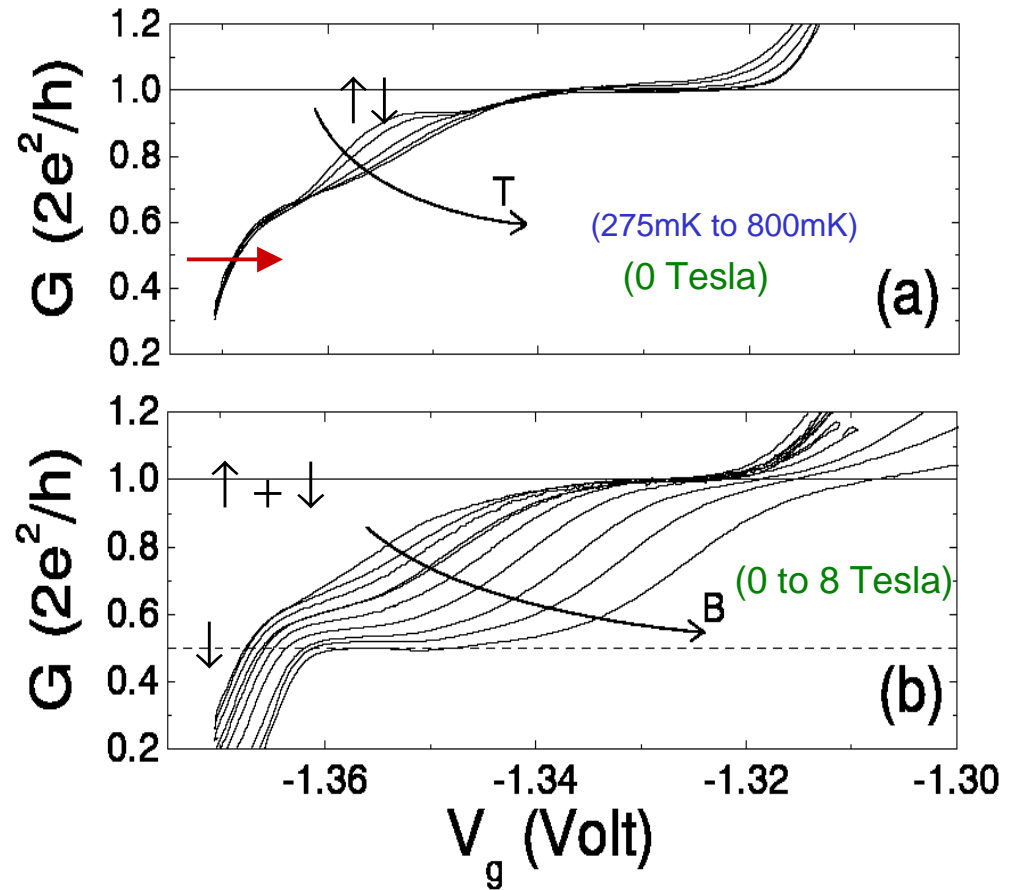 1.2
1.0
0.8
0.6
0.4
0.2
G (2e²/h)
↑↓
T
(275mK to 800mK)
(0 Tesla)
(a)
1.2
1.0
0.8
0.6
0.4
0.2
G (2e²/h)
↑+↓
↓
B
(0 to 8 Tesla)
(b)
-1.36 -1.34 -1.32 -1.30
V_g (Volt)